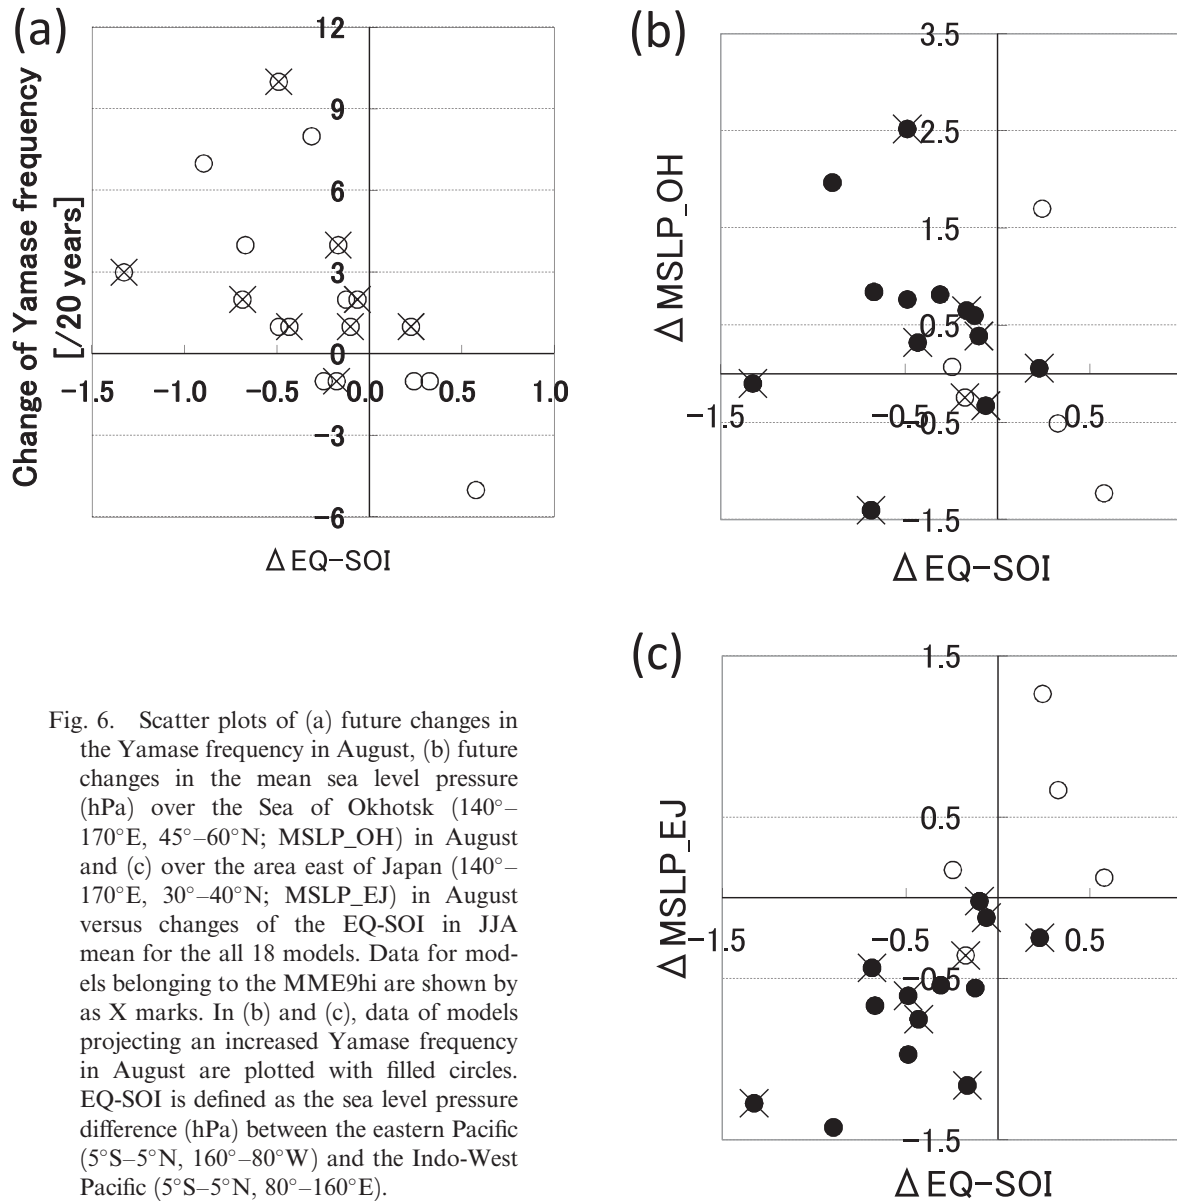 (a)
Change of Yamase frequency
[/20 years]
12
9
6
3
0
−3
−6
−1.5
−1.0
−0.5
0.0
0.5
1.0
Δ EQ−SOI
(b)
Δ MSLP_OH
3.5
2.5
1.5
0.5
−0.5
−1.5
−1.5
−0.5
0.5
Δ EQ−SOI
(c)
Δ MSLP_EJ
1.5
0.5
−0.5
−1.5
−1.5
−0.5
0.5
Δ EQ−SOI
Fig. 6. Scatter plots of (a) future changes in
the Yamase frequency in August, (b) future
changes in the mean sea level pressure
(hPa) over the Sea of Okhotsk (140°–
170°E, 45°–60°N; MSLP_OH) in August
and (c) over the area east of Japan (140°–
170°E, 30°–40°N; MSLP_EJ) in August
versus changes of the EQ-SOI in JJA
mean for the all 18 models. Data for mod-
els belonging to the MME9hi are shown by
as X marks. In (b) and (c), data of models
projecting an increased Yamase frequency
in August are plotted with filled circles.
EQ-SOI is defined as the sea level pressure
difference (hPa) between the eastern Pacific
(5°S–5°N, 160°–80°W) and the Indo-West
Pacific (5°S–5°N, 80°–160°E).